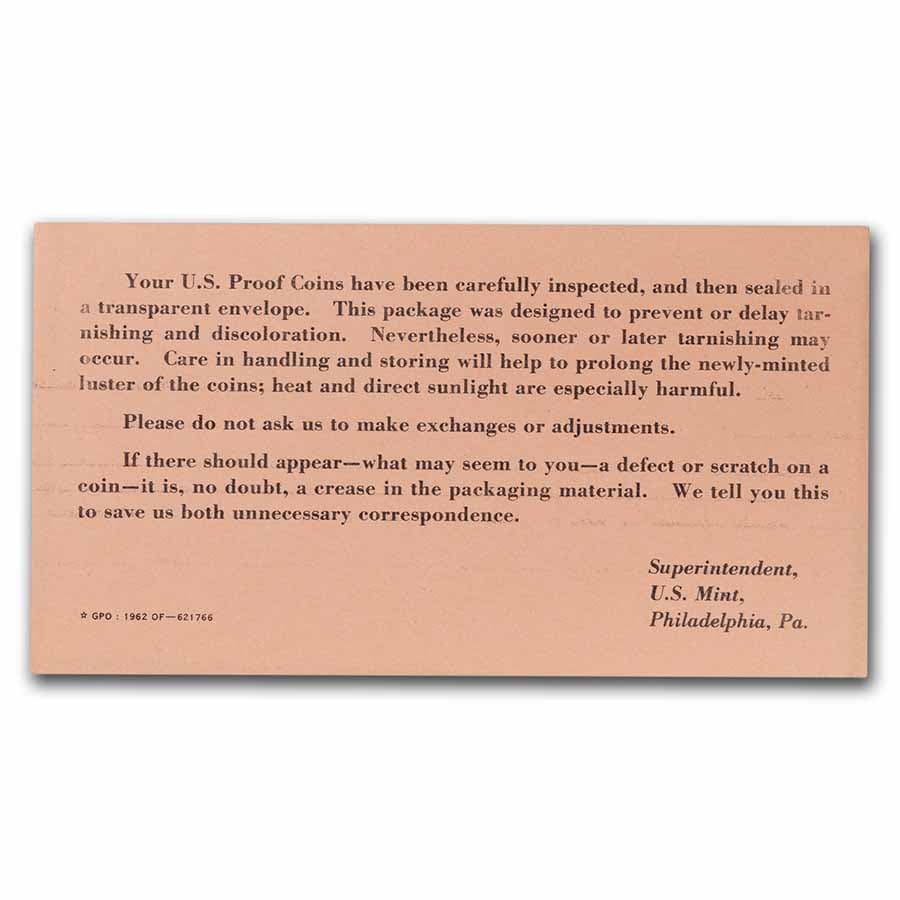 Your U.S. Proof Coins have been carefully inspected, and then sealed in
a transparent envelope. This package was designed to prevent or delay tar-
nishing and discoloration. Nevertheless, sooner or later tarnishing may
occur. Care in handling and storing will help to prolong the newly-minted
luster of the coins; heat and direct sunlight are especially harmful.
Please do not ask us to make exchanges or adjustments.
If there should appear—what may seem to you—a defect or scratch on a
coin—it is, no doubt, a crease in the packaging material. We tell you this
to save us both unnecessary correspondence.
Superintendent,
U.S. Mint,
Philadelphia, Pa.
☆ GPO : 1962 OF—621766